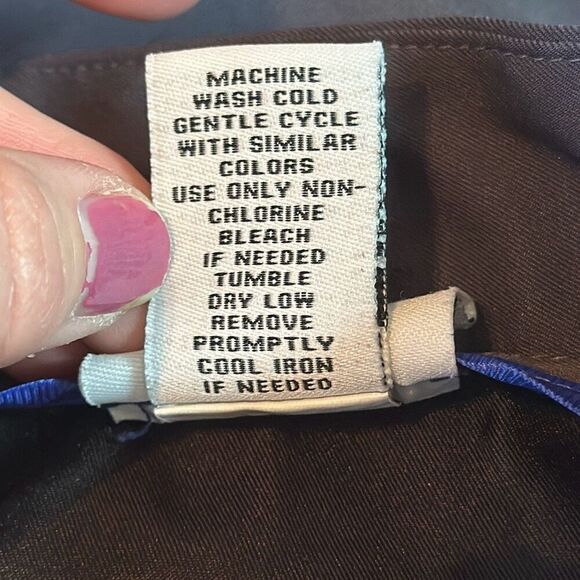 MACHINE
WASH COLD
GENTLE CYCLE
WITH SIMILAR
COLORS
USE ONLY NON-
CHLORINE
BLEACH
IF NEEDED
TUMBLE
DRY LOW
REMOVE
PROMPTLY
COOL IRON
IF NEEDED